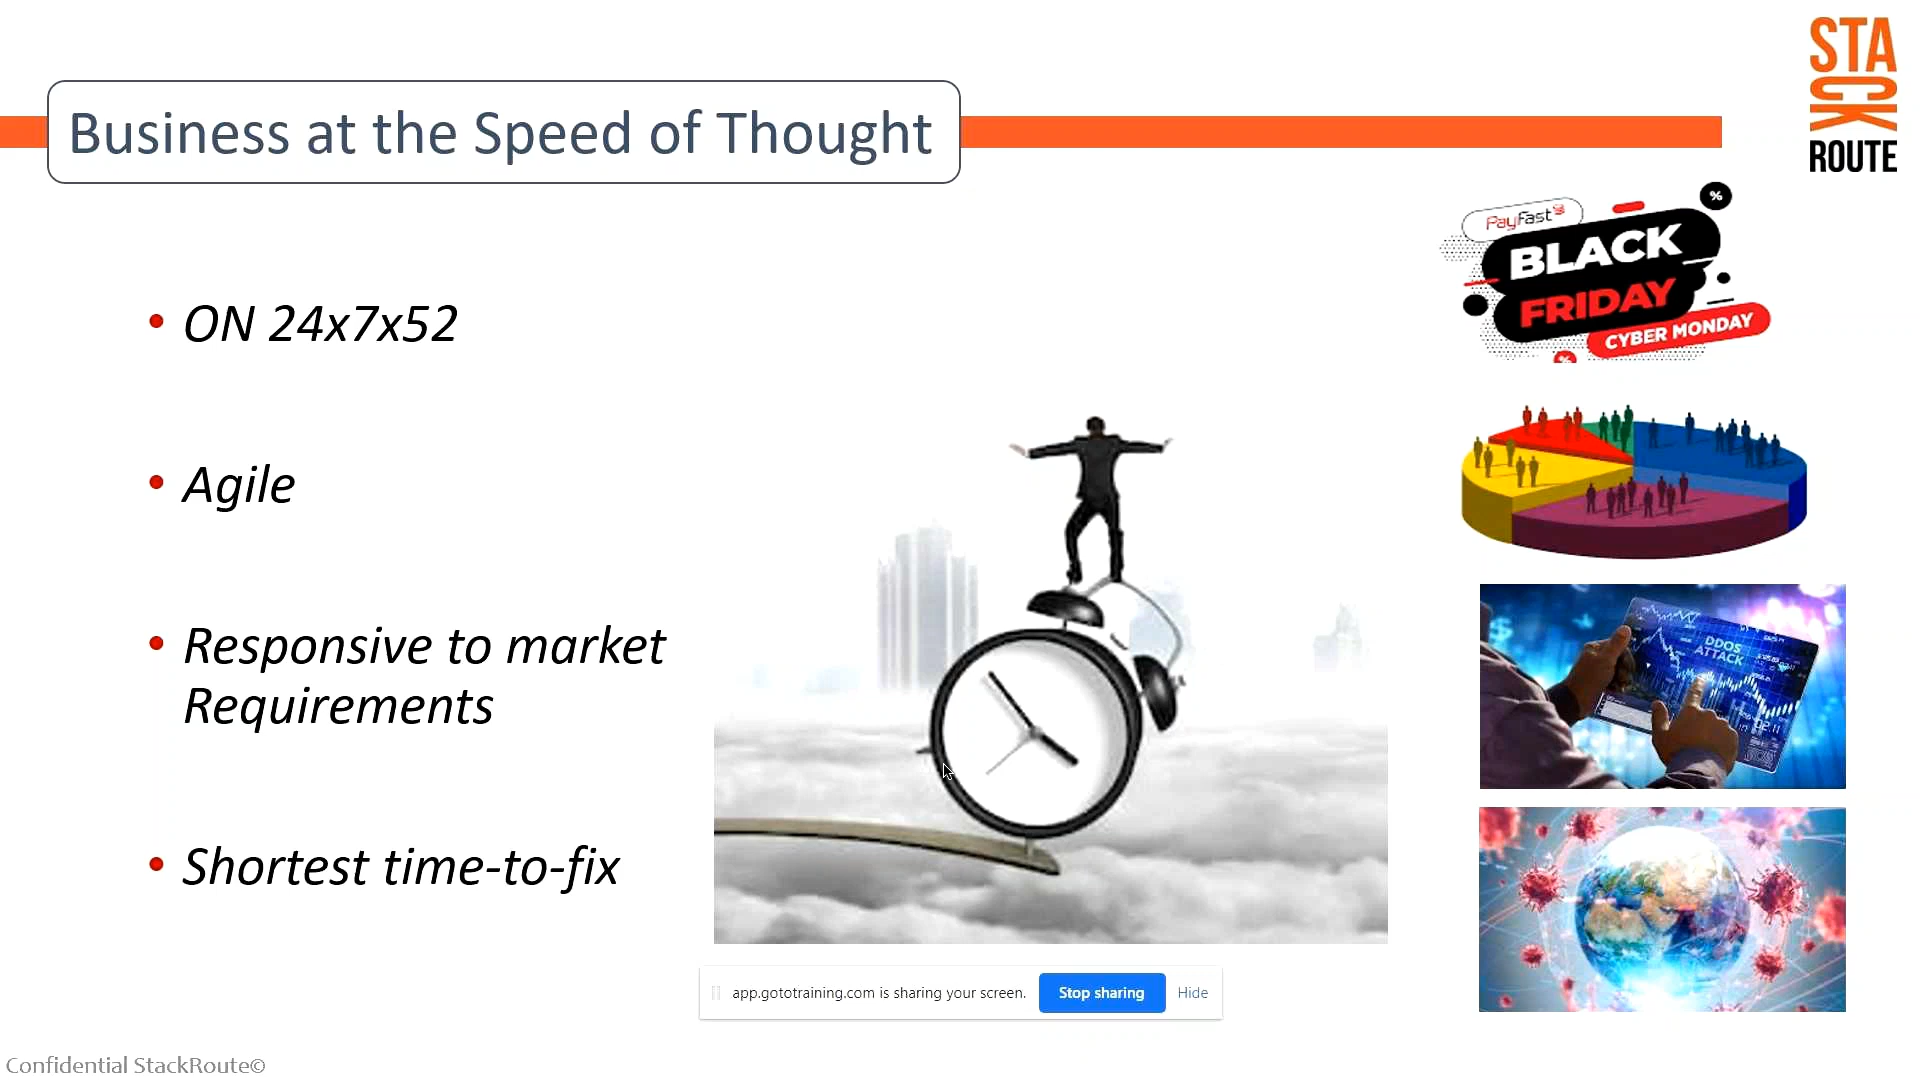 STA
CK
ROUTE
Business at the Speed of Thought
PayFast
%
BLACK
FRIDAY
CYBER MONDAY
%
• ON 24x7x52
• Agile
• Responsive to market
Requirements
• Shortest time-to-fix
DDOS
ATTACK
app.gototraining.com is sharing your screen.
Stop sharing
Hide
Confidential StackRoute©